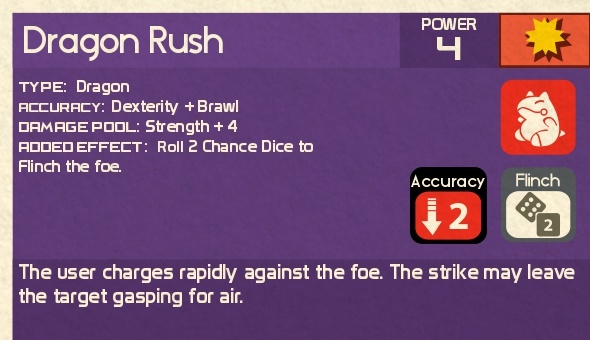 Dragon Rush
POWER
4
TYPE: Dragon
ACCURACY: Dexterity + Brawl
DAMAGE POOL: Strength + 4
ADDED EFFECT: Roll 2 Chance Dice to
Flinch the foe.
Accuracy
2
Flinch
2
The user charges rapidly against the foe. The strike may leave
the target gasping for air.